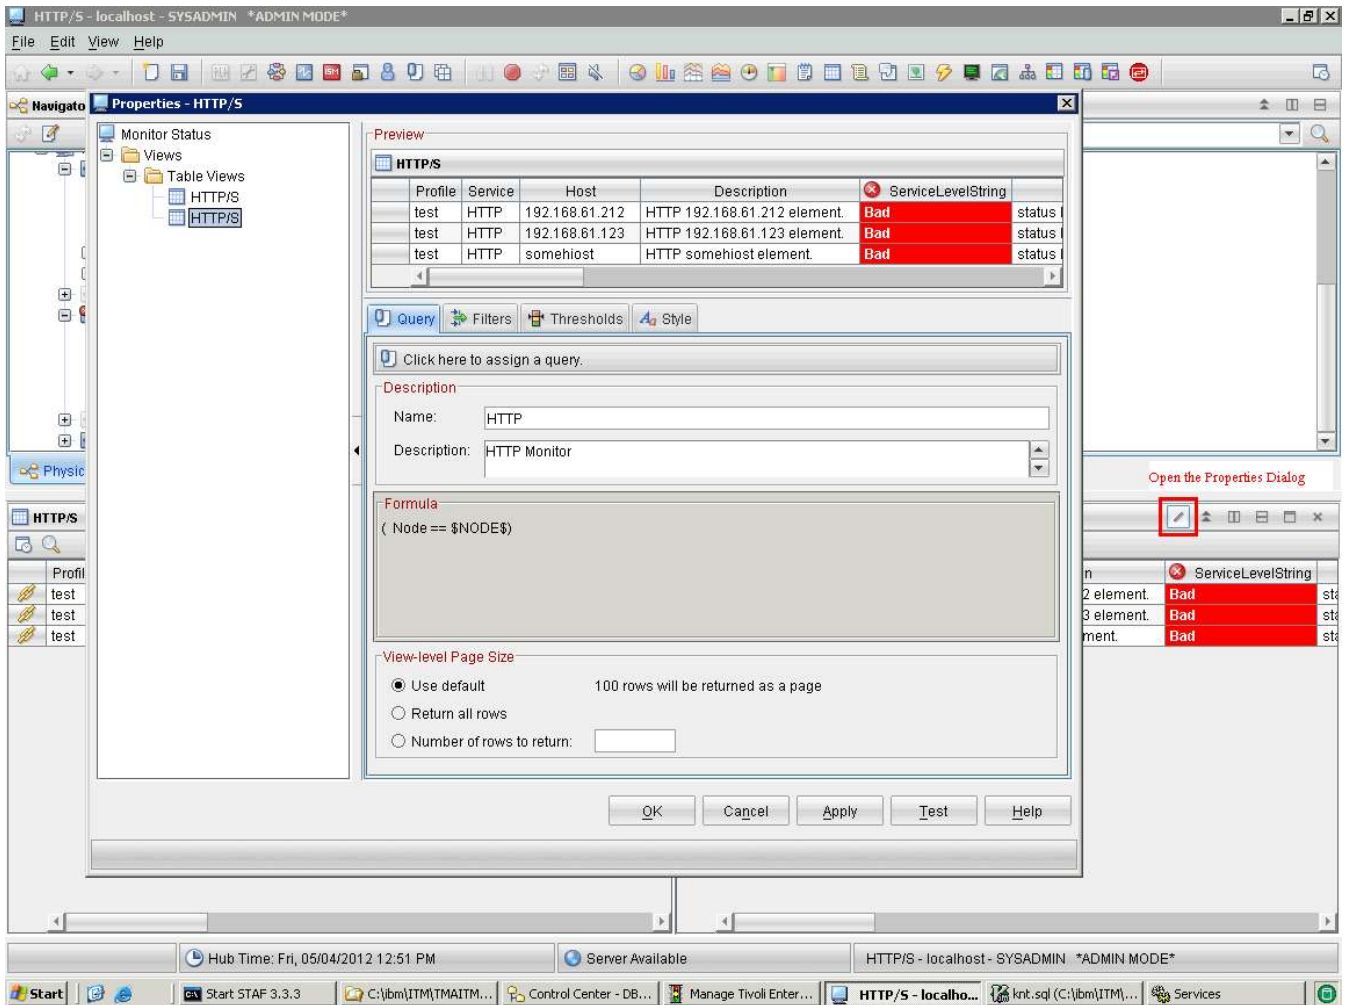 HTTP/S - localhost - SYSADMIN *ADMIN MODE*
File Edit View Help
Navigato
Properties - HTTP/S
Monitor Status
Views
Table Views
HTTP/S
HTTP/S
Preview
HTTP/S
Profile Service Host Description ServiceLevelString
test HTTP 192.168.61.212 HTTP 192.168.61.212 element. Bad status
test HTTP 192.168.61.123 HTTP 192.168.61.123 element. Bad status
test HTTP somehiost HTTP somehiost element. Bad status
Query Filters Thresholds Style
Click here to assign a query.
Description
Name: HTTP
Description: HTTP Monitor
Formula
( Node == $NODE$)
View-level Page Size
Use default 100 rows will be returned as a page
Return all rows
Number of rows to return:
OK Cancel Apply Test Help
Physic
Open the Properties Dialog
HTTP/S
Profil
test
test
test
n ServiceLevelString
2 element. Bad sta
3 element. Bad sta
ment. Bad sta
Hub Time: Fri, 05/04/2012 12:51 PM Server Available HTTP/S - localhost - SYSADMIN *ADMIN MODE*
Start Start STAF 3.3.3 C:\ibm\ITM\TMAITM... Control Center - DB... Manage Tivoli Enter... HTTP/S - localho... knt.sql (C:\ibm\ITM\... Services